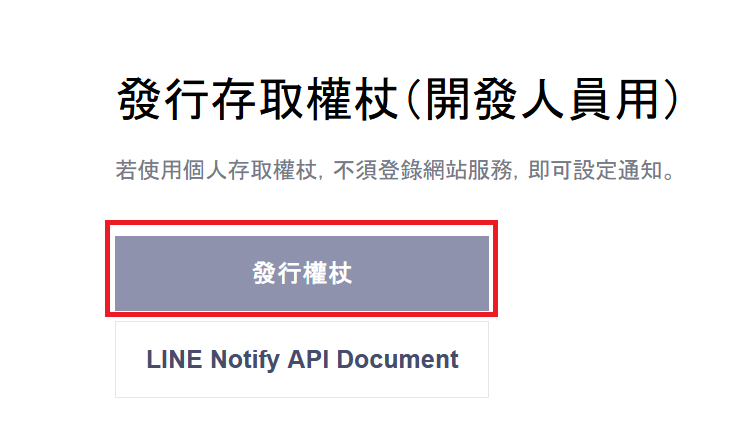 發行存取權杖(開發人員用)
若使用個人存取權杖, 不須登錄網站服務, 即可設定通知。
發行權杖
LINE Notify API Document